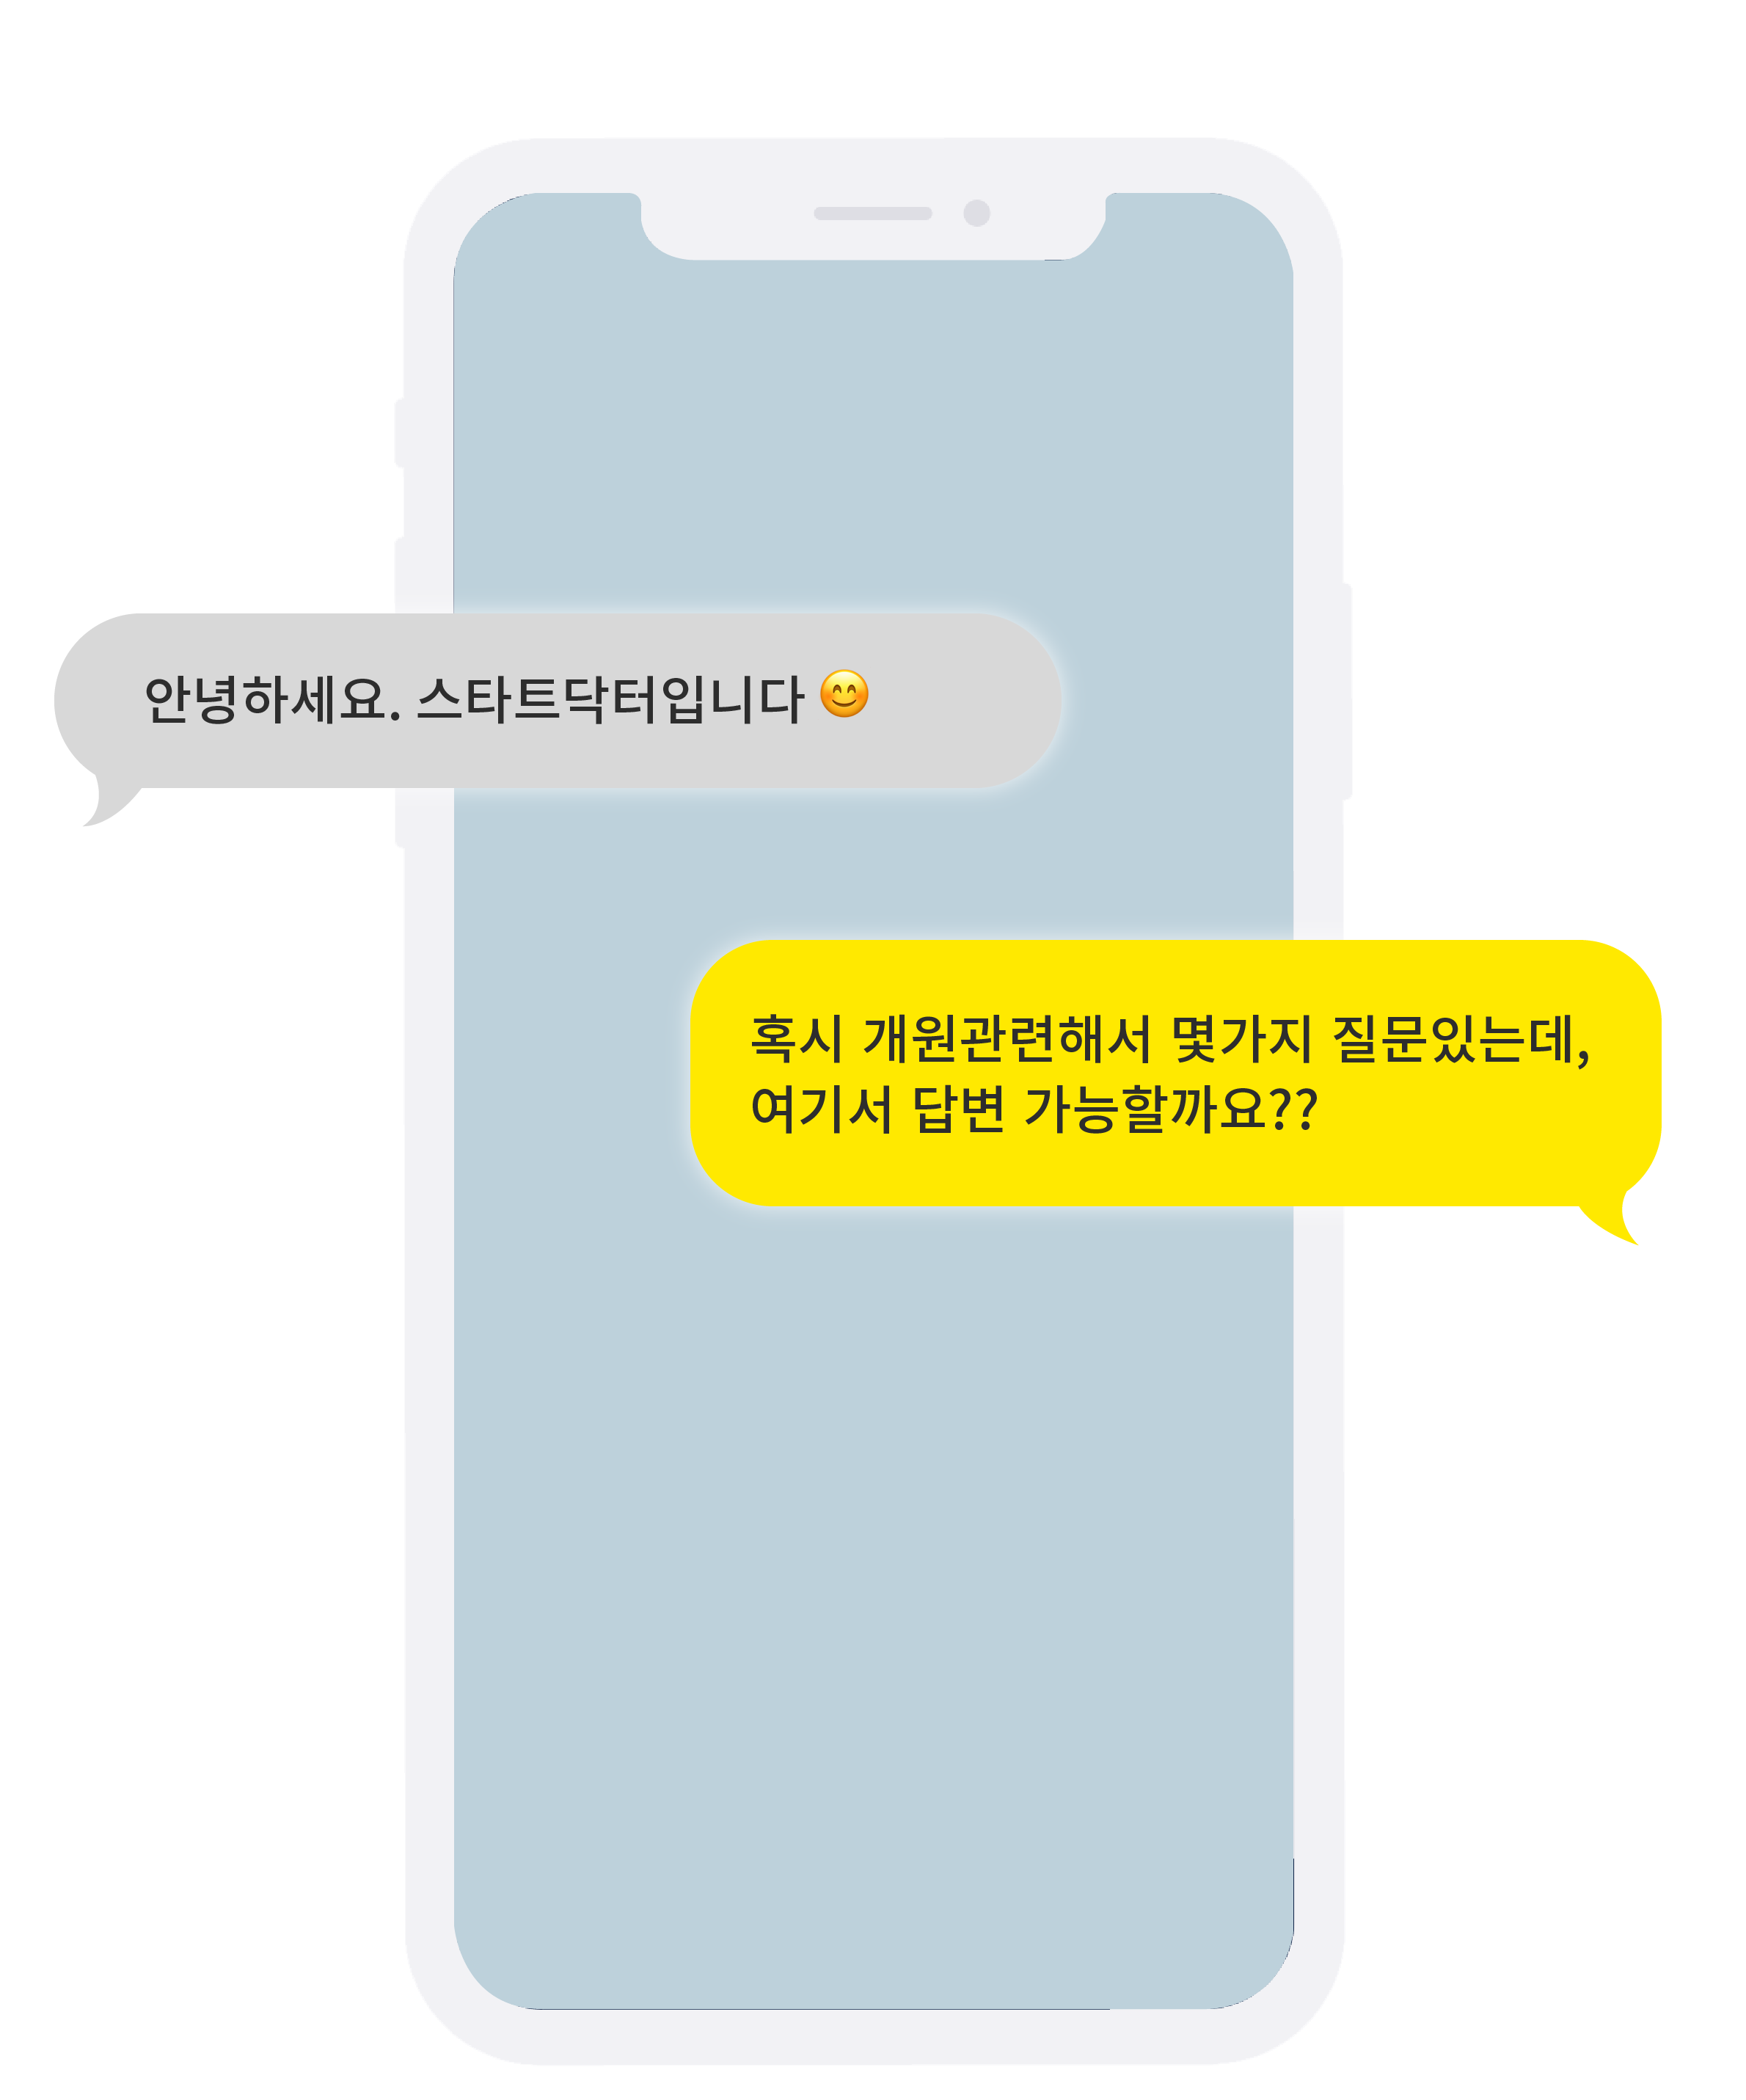 안녕하세요. 스타트닥터입니다 😊
혹시 개원관련해서 몇가지 질문있는데,
여기서 답변 가능할까요??